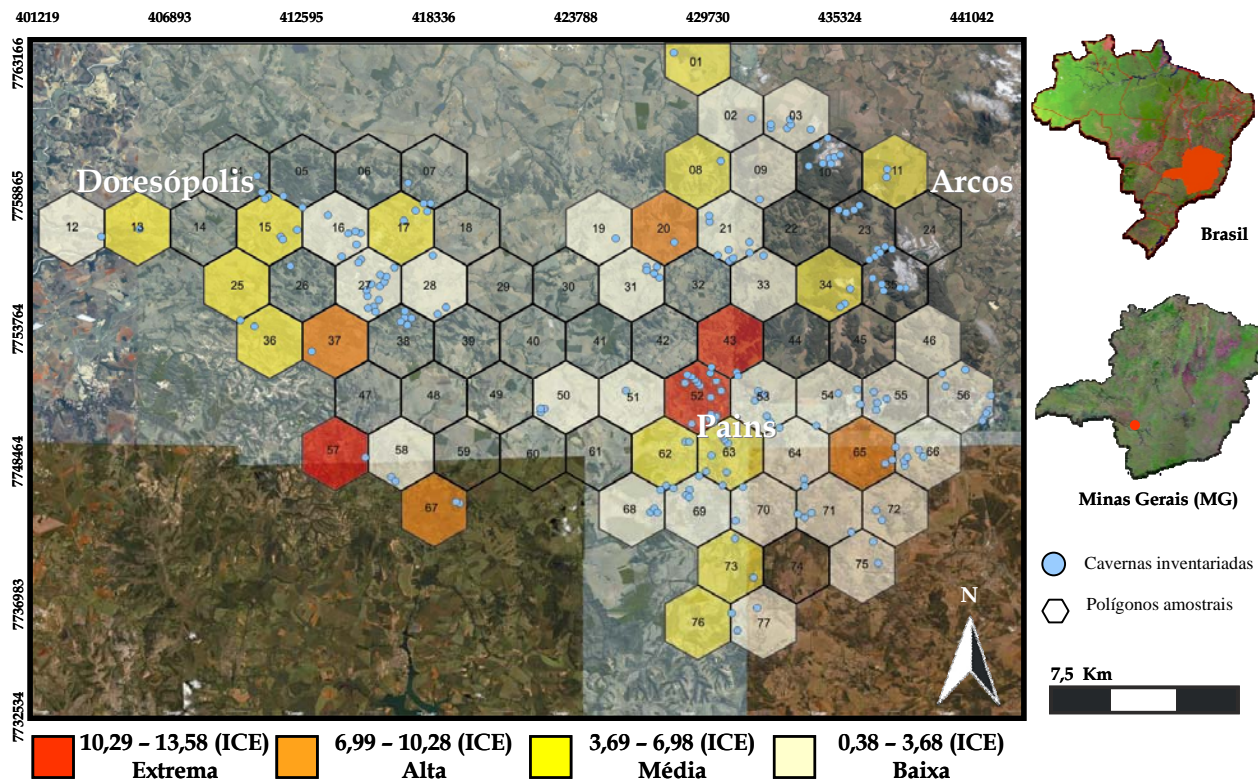 401219 406893 412595 418336 423788 429730 435324 441042
7763166
7758865
7753764
7748464
7736983
7732534
01
02 03
04 05 06 07 08 09 10 11
Doresópolis
Arcos
12 13 14 15 16 17 18 19 20 21 22 23 24
25 26 27 28 29 30 31 32 33 34 35
36 37 38 39 40 41 42 43 44 45 46
47 48 49 50 51 52 53 54 55 56
Pains
57 58 59 60 61 62 63 64 65 66
67 68 69 70 71 72
73 74 75
76 77
N
Brasil
Minas Gerais (MG)
Cavernas inventariadas
Polígonos amostrais
7,5 Km
10,29 – 13,58 (ICE)
Extrema
6,99 – 10,28 (ICE)
Alta
3,69 – 6,98 (ICE)
Média
0,38 – 3,68 (ICE)
Baixa